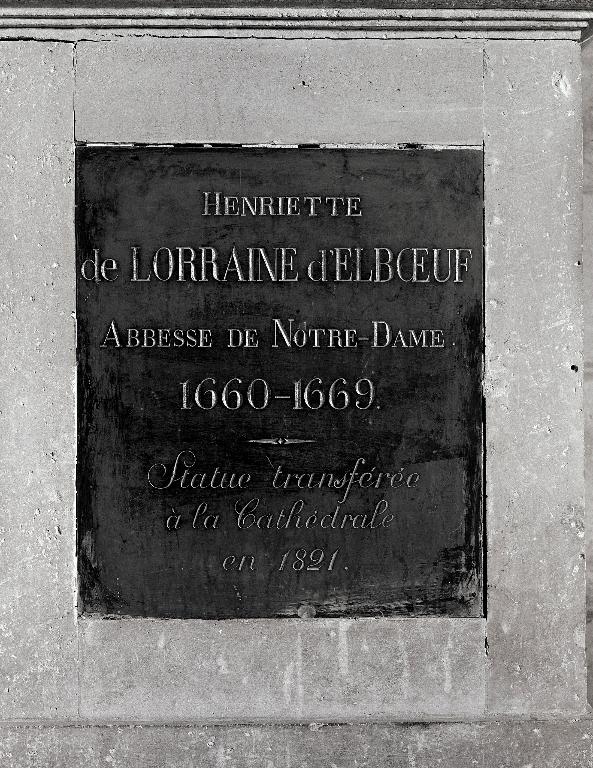 HENRIETTE
de LORRAINE d'ELBŒUF
ABBESSE DE NOTRE-DAME.
1660-1669.
Statue transférée
à la Cathédrale
en 1821.